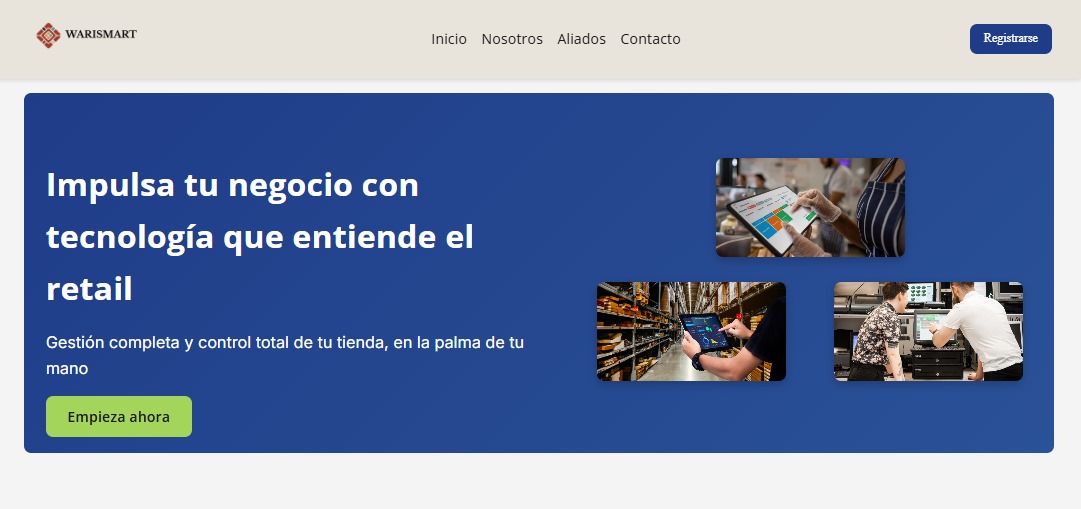 WARISMART
Inicio Nosotros Aliados Contacto
Registrarse
Impulsa tu negocio con
tecnología que entiende el
retail
Gestión completa y control total de tu tienda, en la palma de tu
mano
Empieza ahora